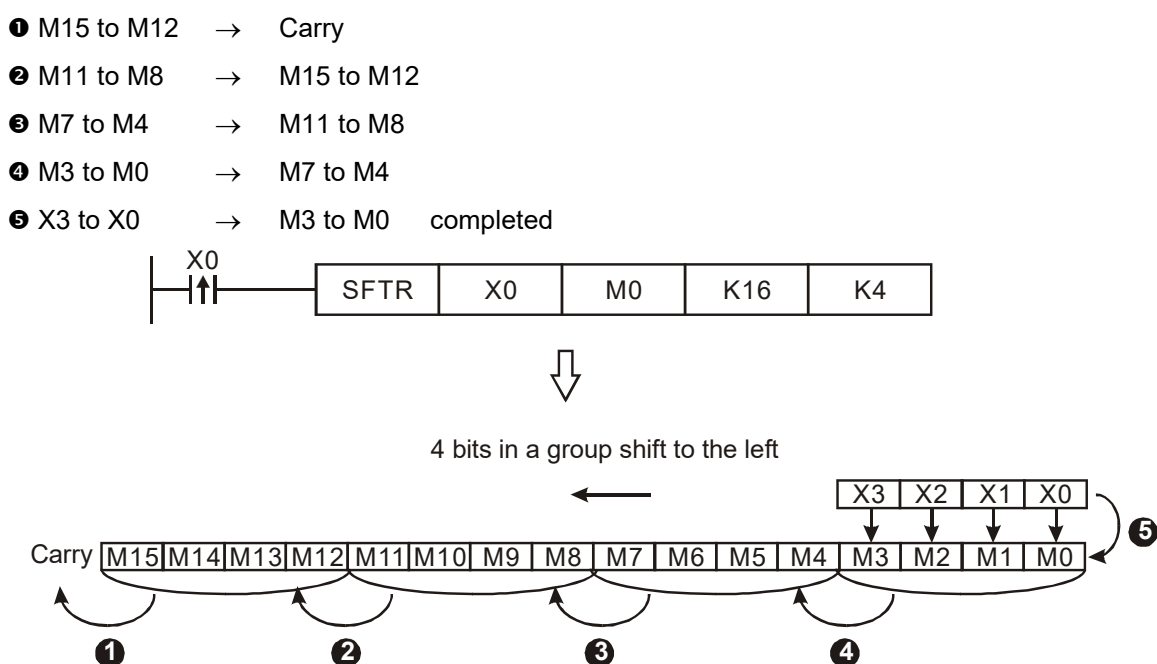 ❶ M15 to M12 → Carry
❷ M11 to M8 → M15 to M12
❸ M7 to M4 → M11 to M8
❹ M3 to M0 → M7 to M4
❺ X3 to X0 → M3 to M0 completed
X0
SFTR X0 M0 K16 K4
4 bits in a group shift to the left
X3 X2 X1 X0
❺
Carry M15 M14 M13 M12 M11 M10 M9 M8 M7 M6 M5 M4 M3 M2 M1 M0
❶ ❷ ❸ ❹